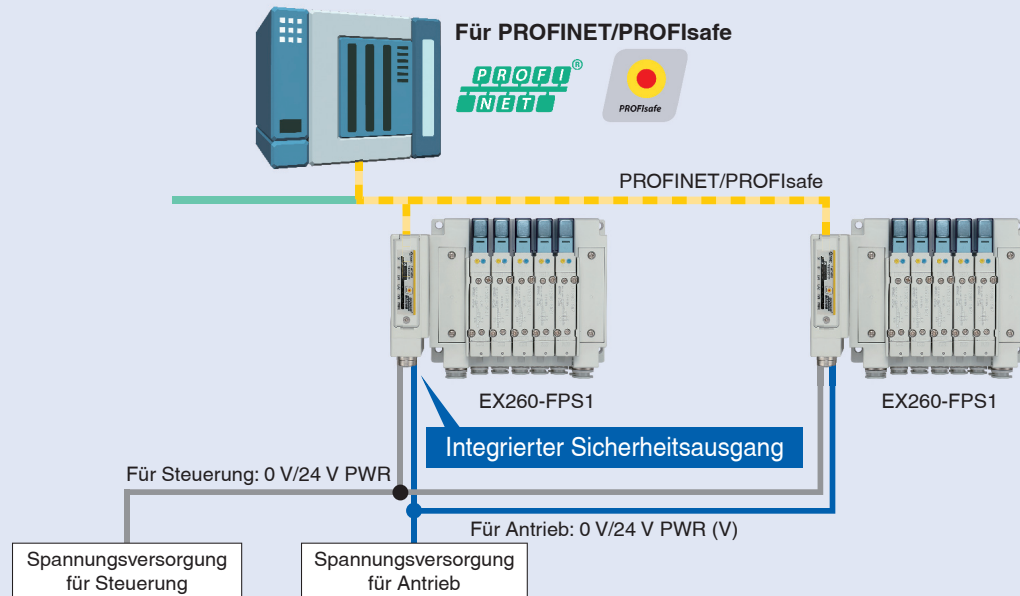 Für PROFINET/PROFIsafe
PROFI
NET®
PROFIsafe
PROFINET/PROFIsafe
EX260-FPS1
EX260-FPS1
Integrierter Sicherheitsausgang
Für Steuerung: 0 V/24 V PWR
Für Antrieb: 0 V/24 V PWR (V)
Spannungsversorgung
für Steuerung
Spannungsversorgung
für Antrieb